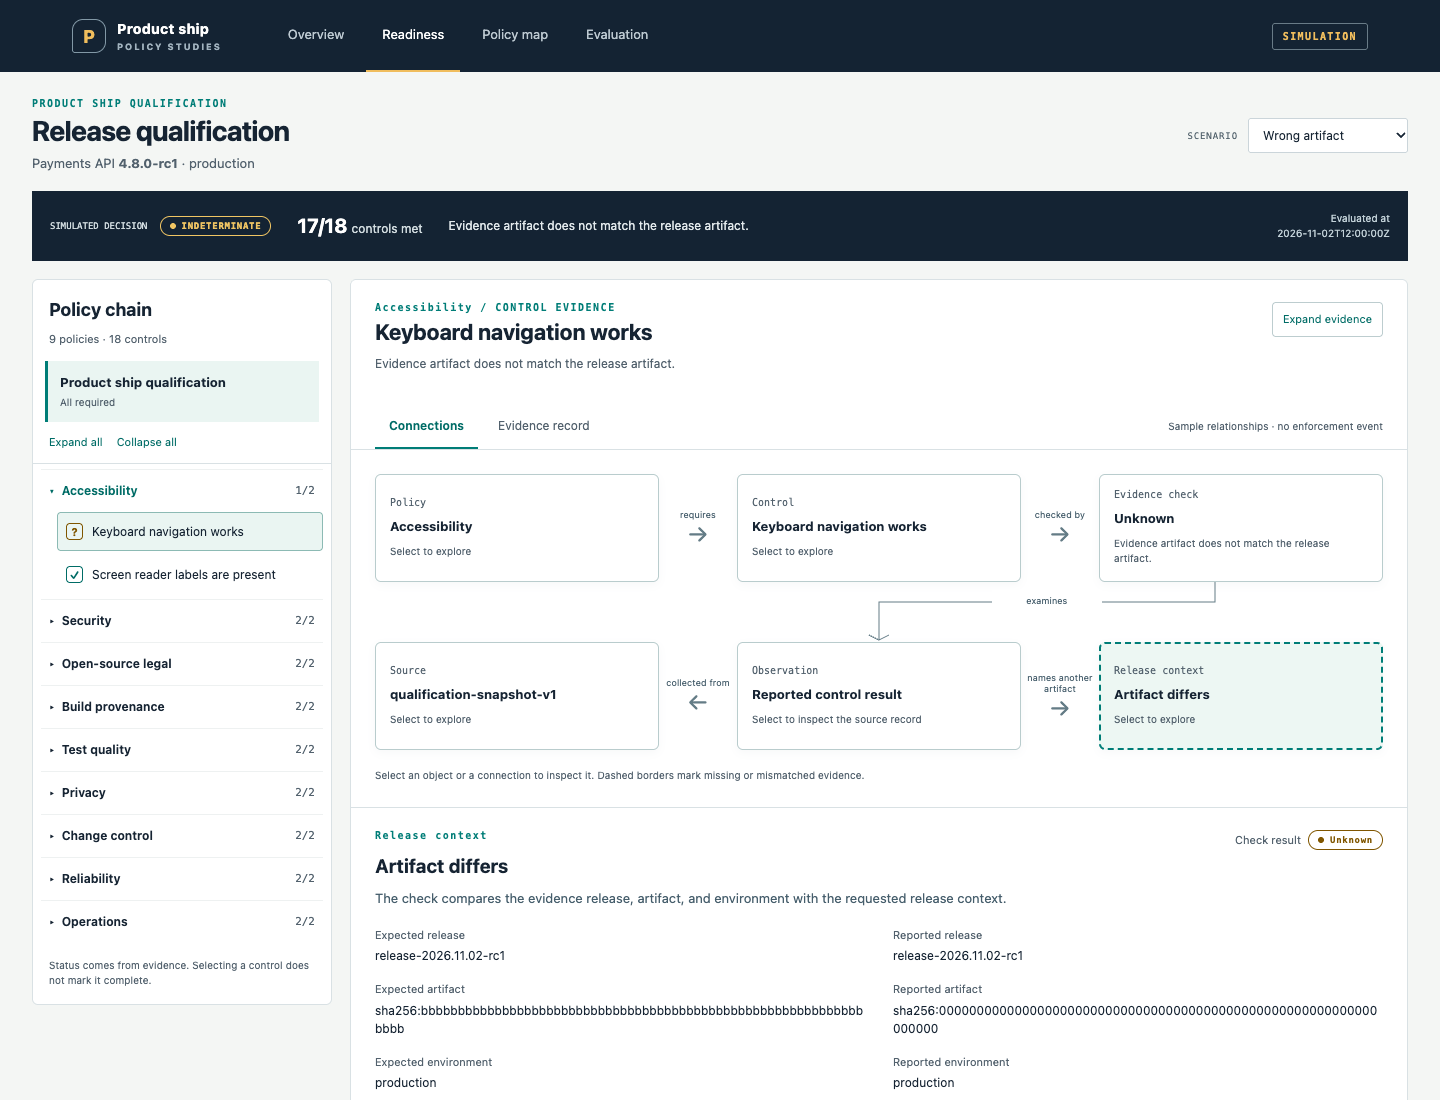 P
Product ship
POLICY STUDIES
Overview
Readiness
Policy map
Evaluation
SIMULATION
PRODUCT SHIP QUALIFICATION
Release qualification
Payments API 4.8.0-rc1 · production
SCENARIO
Wrong artifact
SIMULATED DECISION
INDETERMINATE
17/18 controls met
Evidence artifact does not match the release artifact.
Evaluated at
2026-11-02T12:00:00Z
Policy chain
9 policies · 18 controls
Product ship qualification
All required
Expand all
Collapse all
Accessibility 1/2
? Keyboard navigation works
Screen reader labels are present
Security 2/2
Open-source legal 2/2
Build provenance 2/2
Test quality 2/2
Privacy 2/2
Change control 2/2
Reliability 2/2
Operations 2/2
Status comes from evidence. Selecting a control does
not mark it complete.
Accessibility / CONTROL EVIDENCE
Keyboard navigation works
Evidence artifact does not match the release artifact.
Expand evidence
Connections
Evidence record
Sample relationships · no enforcement event
Policy
Accessibility
Select to explore
requires
Control
Keyboard navigation works
Select to explore
checked by
Evidence check
Unknown
Evidence artifact does not match the release
artifact.
examines
Source
qualification-snapshot-v1
Select to explore
collected from
Observation
Reported control result
Select to inspect the source record
names another
artifact
Release context
Artifact differs
Select to explore
Select an object or a connection to inspect it. Dashed borders mark missing or mismatched evidence.
Release context
Artifact differs
Check result
Unknown
The check compares the evidence release, artifact, and environment with the requested release context.
Expected release
release-2026.11.02-rc1
Reported release
release-2026.11.02-rc1
Expected artifact
sha256:bbbbbbbbbbbbbbbbbbbbbbbbbbbbbbbbbbbbbbbbbbbbbbbbbbbbbbbbbbbb
bbbb
Reported artifact
sha256:0000000000000000000000000000000000000000000000000000000000
000000
Expected environment
production
Reported environment
production